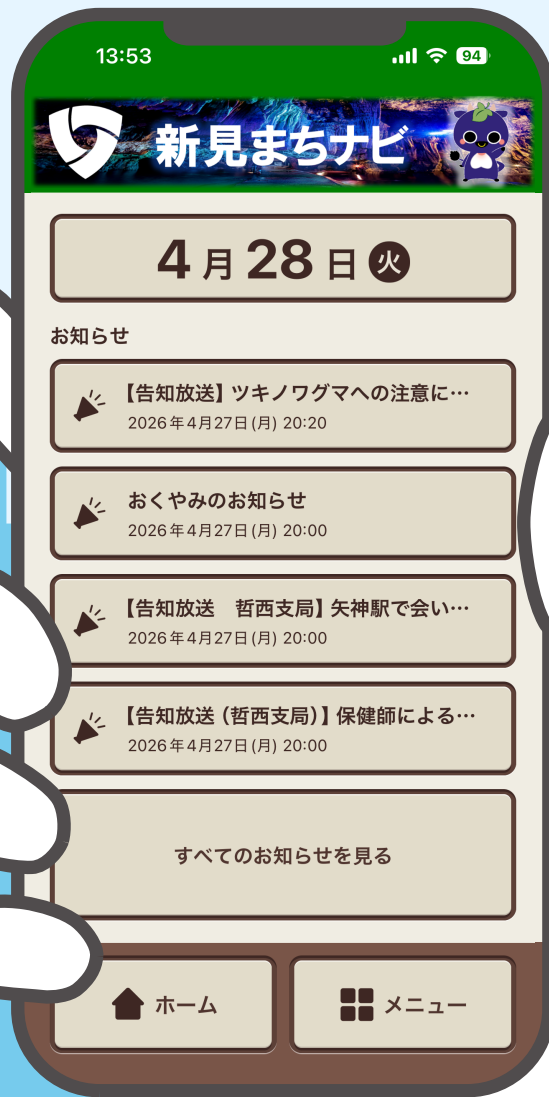 13:53
94
新見まちナビ
4月28日火
お知らせ
【告知放送】ツキノワグマへの注意に…
2026年4月27日(月) 20:20
おくやみのお知らせ
2026年4月27日(月) 20:00
【告知放送　哲西支局】矢神駅で会い…
2026年4月27日(月) 20:00
【告知放送（哲西支局）】保健師による…
2026年4月27日(月) 20:00
すべてのお知らせを見る
ホーム
メニュー